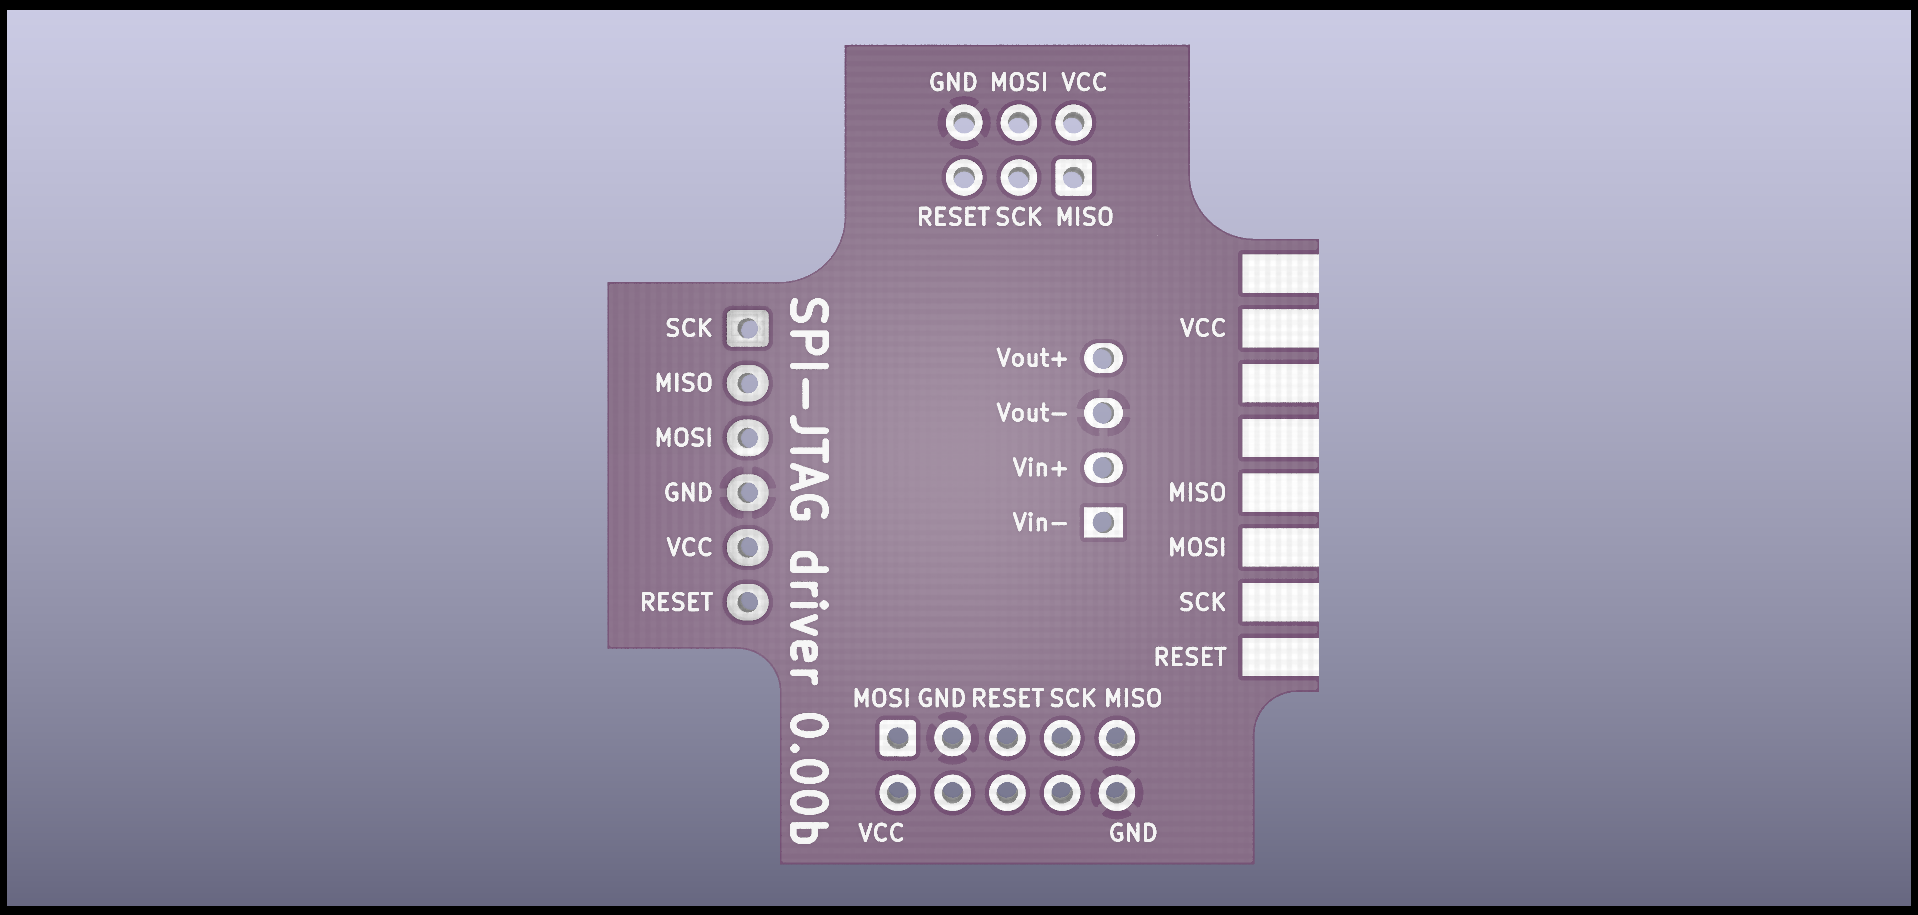 GND MOSI VCC
RESET SCK MISO
SCK
MISO
MOSI
GND
VCC
RESET
SPI-JTAG driver 0.00b
Vout+
Vout-
Vin+
Vin-
VCC
MISO
MOSI
SCK
RESET
MOSI GND RESET SCK MISO
VCC GND